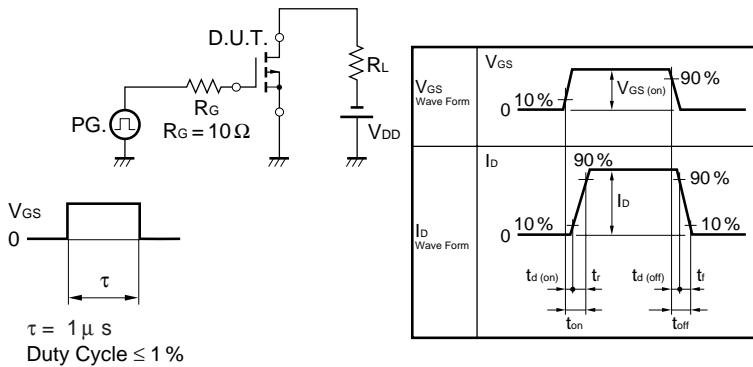 D.U.T.
RL
RG
RG = 10 Ω
PG.
VDD
VGS
0
τ
τ = 1 µ s
Duty Cycle ≤ 1 %
VGS
Wave Form
VGS
10 %
0
VGS (on)
90 %
ID
Wave Form
ID
90 %
90 %
10 %
0
ID
10 %
td (on)
tr
td (off)
tf
ton
toff